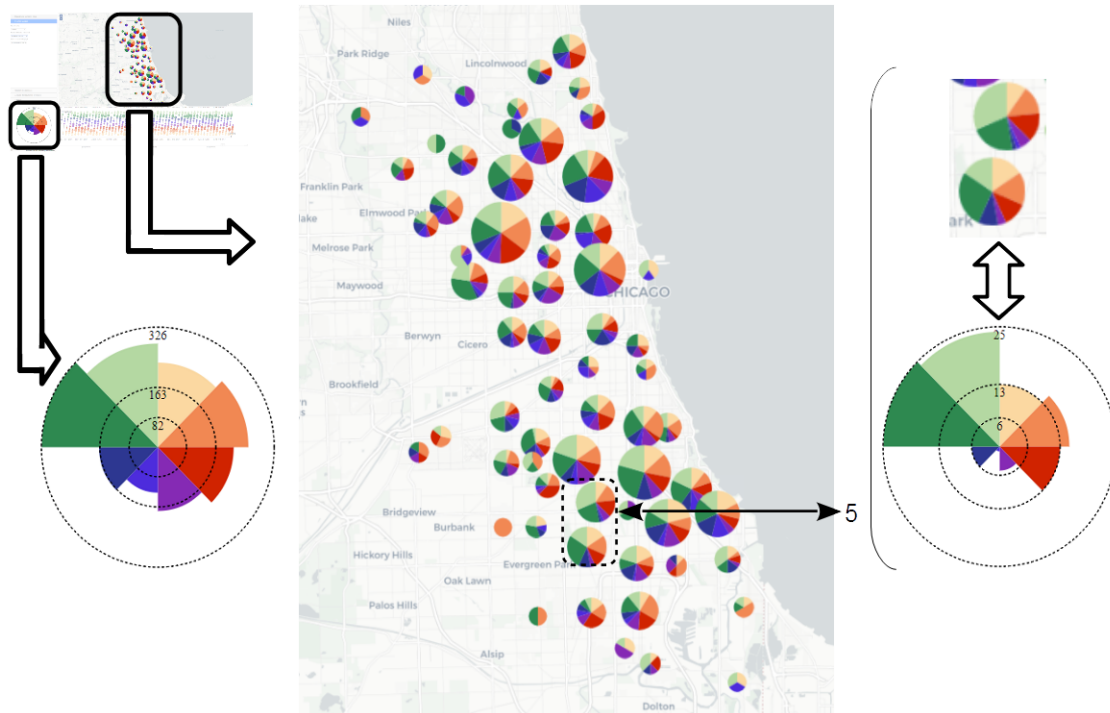 Niles
Park Ridge
Lincolnwood
Franklin Park
Elmwood Park
lake
Melrose Park
Maywood
CHICAGO
Berwyn
Cicero
Brookfield
Bridgeview
Burbank
Hickory Hills
Evergreen Park
Oak Lawn
Palos Hills
Alsip
Dolton
326
163
82
5
ark
25
13
6